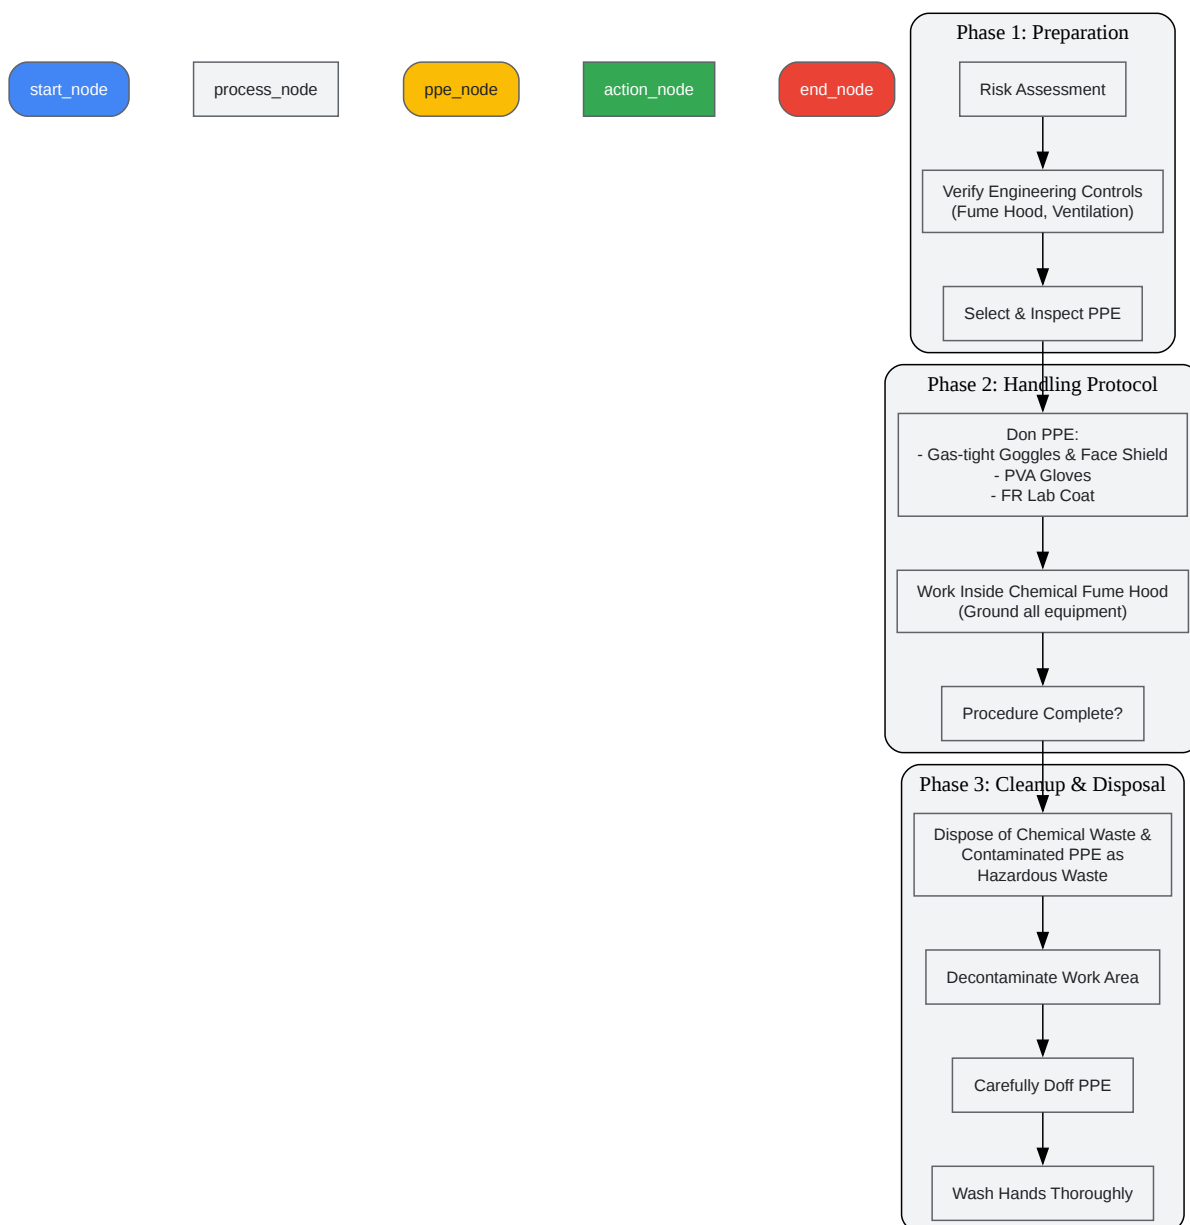 Phase 1: Preparation
start_node
process_node
ppe_node
action_node
end_node
Risk Assessment
Verify Engineering Controls
(Fume Hood, Ventilation)
Select & Inspect PPE
Phase 2: Handling Protocol
Don PPE:
- Gas-tight Goggles & Face Shield
- PVA Gloves
- FR Lab Coat
Work Inside Chemical Fume Hood
(Ground all equipment)
Procedure Complete?
Phase 3: Cleanup & Disposal
Dispose of Chemical Waste &
Contaminated PPE as
Hazardous Waste
Decontaminate Work Area
Carefully Doff PPE
Wash Hands Thoroughly